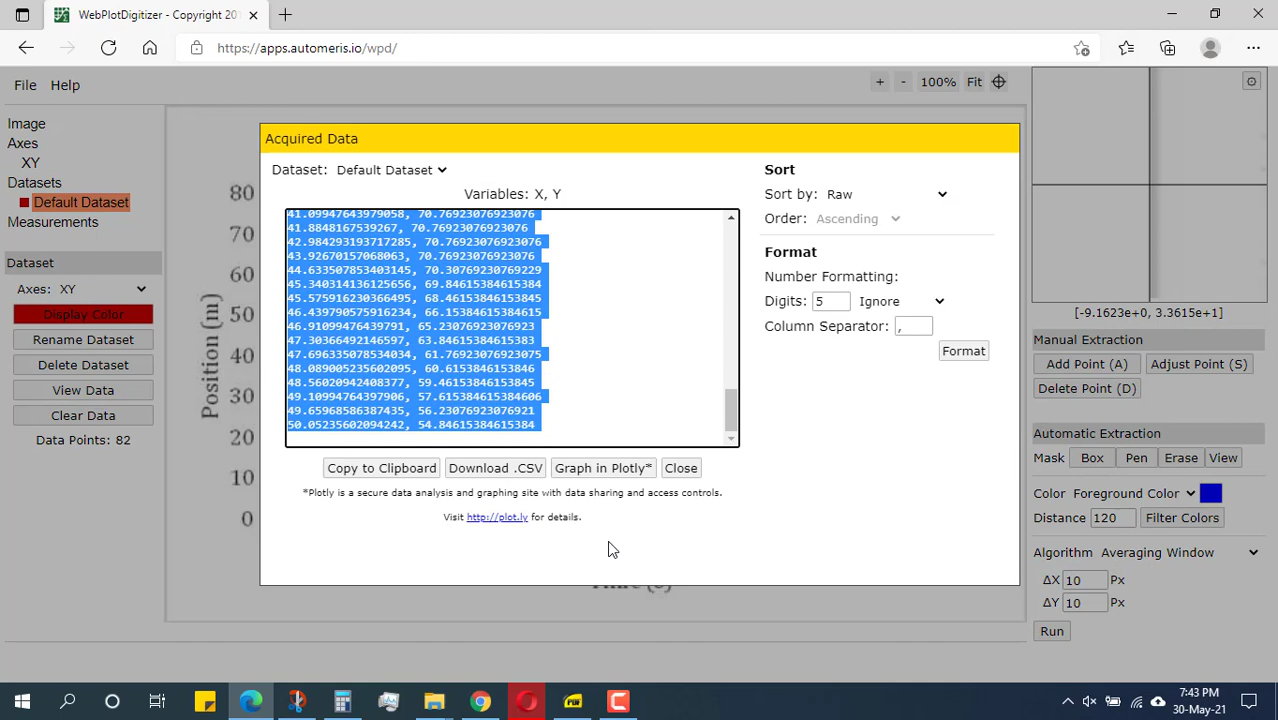 WebPlotDigitizer - Copyright 20
https://apps.automeris.io/wpd/
File Help
+ - 100% Fit
Image
Axes
XY
Datasets
Default Dataset
Measurements
Dataset
Axes: XY
Display Color
Rename Dataset
Delete Dataset
View Data
Clear Data
Data Points: 82
Position (m)
80
70
60
50
40
30
20
10
0
Acquired Data
Dataset: Default Dataset
Variables: X, Y
41.09947643979058, 70.76923076923076
41.8848167539267, 70.76923076923076
42.984293193717285, 70.76923076923076
43.92670157068063, 70.76923076923076
44.633507853403145, 70.30769230769229
45.340314136125656, 69.84615384615384
45.575916230366495, 68.46153846153845
46.439790575916234, 66.15384615384615
46.91099476439791, 65.2307692307923
47.30366492146597, 63.84615384615383
47.696335078534034, 61.769230769230775
48.089005235602095, 60.6153846153846
48.56020942408377, 59.46153846153845
49.10994764397906, 57.615384615384606
49.65968586387435, 56.23076923076921
50.05235602094242, 54.84615384615384
Copy to Clipboard Download .CSV Graph in Plotly* Close
*Plotly is a secure data analysis and graphing site with data sharing and access controls.
Visit http://plot.ly for details.
Sort
Sort by: Raw
Order: Ascending
Format
Number Formatting:
Digits: 5 Ignore
Column Separator: ,
Format
[-9.1623e+0, 3.3615e+1]
Manual Extraction
Add Point (A) Adjust Point (S)
Delete Point (D)
Automatic Extraction
Mask Box Pen Erase View
Color Foreground Color
Distance 120 Filter Colors
Algorithm Averaging Window
ΔX 10 Px
ΔY 10 Px
Run
7:43 PM
30-May-21